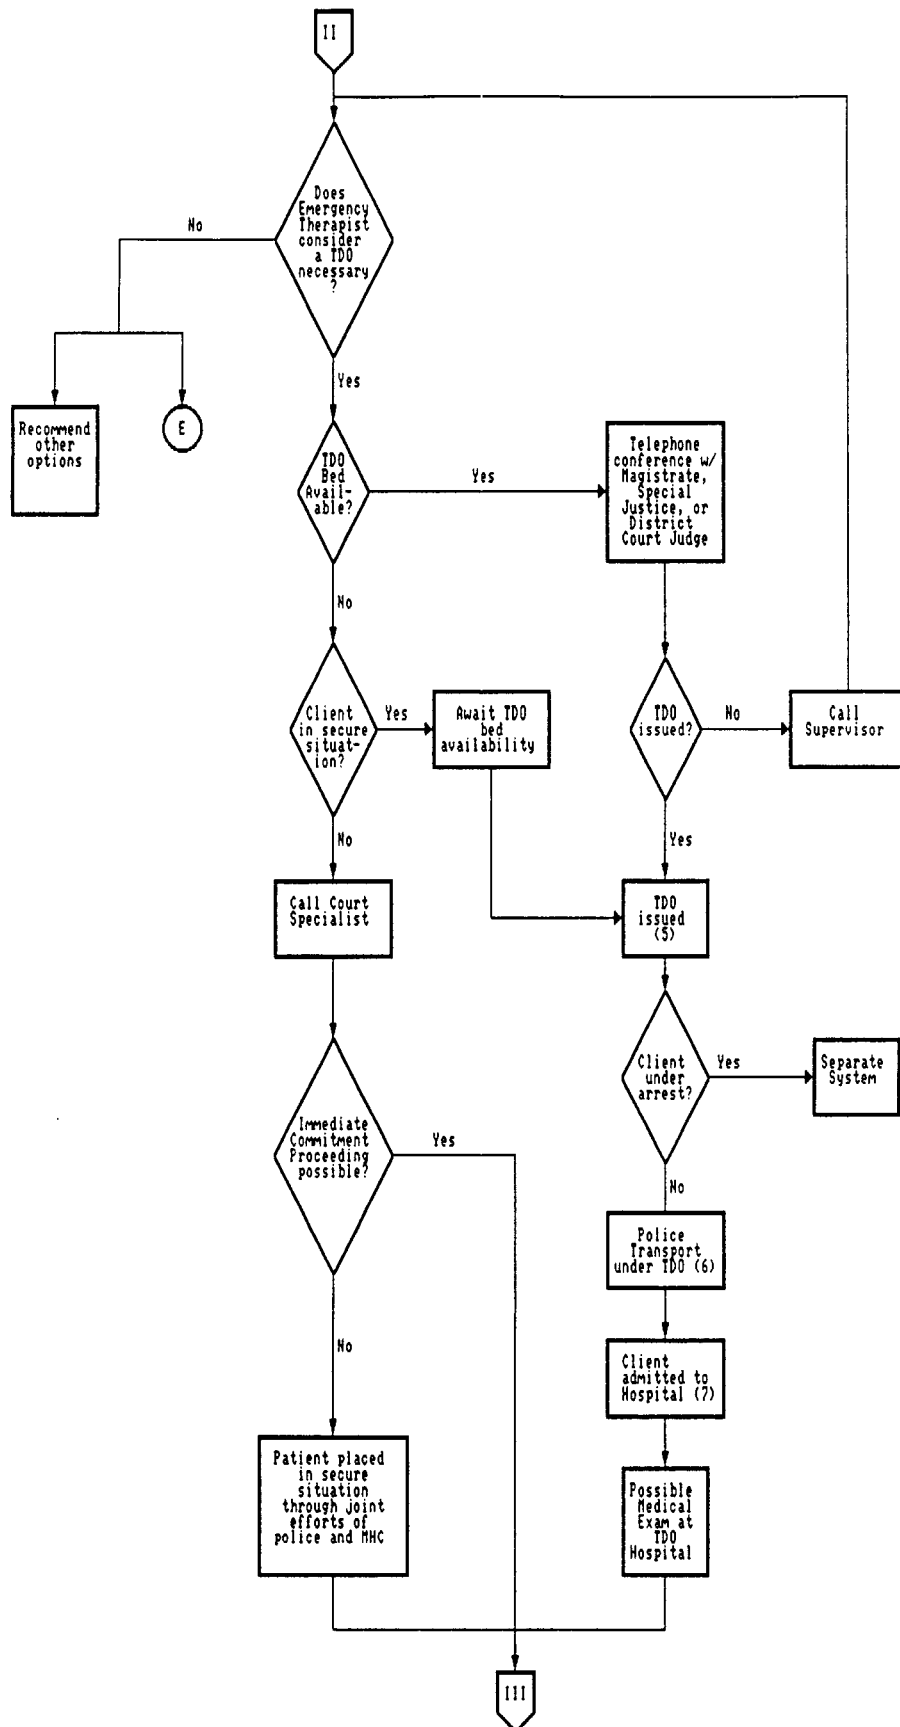 II
Does
Emergency
Therapist
consider
a TDO
necessary
?
No
Yes
Recommend
other
options
E
TDO
Bed
Avail-
able?
Yes
Telephone
conference w/
Magistrate,
Special
Justice, or
District
Court Judge
No
Client
in secure
situat-
ion?
Yes
Await TDO
bed
availability
TDO
issued?
No
Call
Supervisor
No
Yes
Call Court
Specialist
TDO
issued
(5)
Client
under
arrest?
Yes
Separate
System
Immediate
Commitment
Proceeding
possible?
Yes
No
Police
Transport
under TDO (6)
No
Client
admitted to
Hospital (7)
Patient placed
in secure
situation
through joint
efforts of
police and MHC
Possible
Medical
Exam at
TDO
Hospital
III